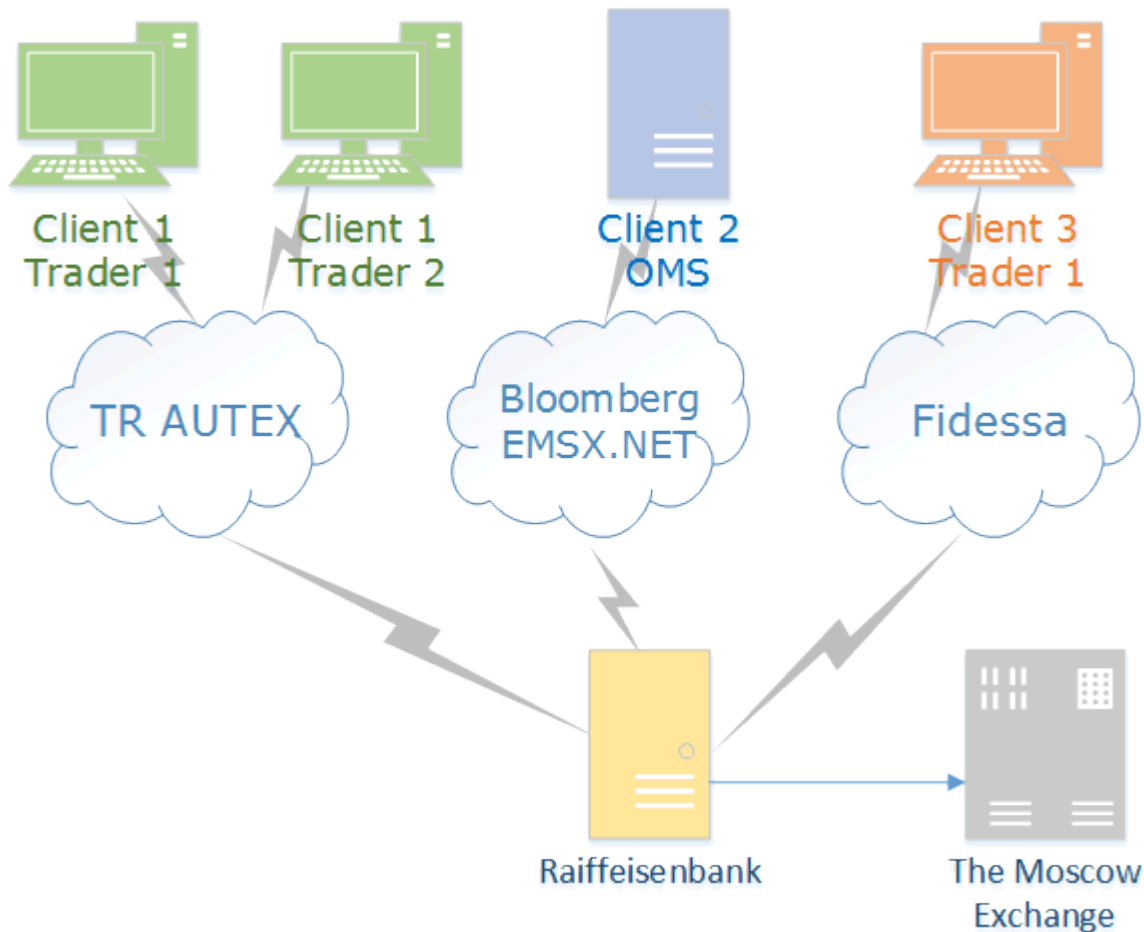 Client 1
Trader 1
Client 1
Trader 2
Client 2
OMS
Client 3
Trader 1
TR AUTEX
Bloomberg
EMSX.NET
Fidessa
Raiffeisenbank
The Moscow
Exchange